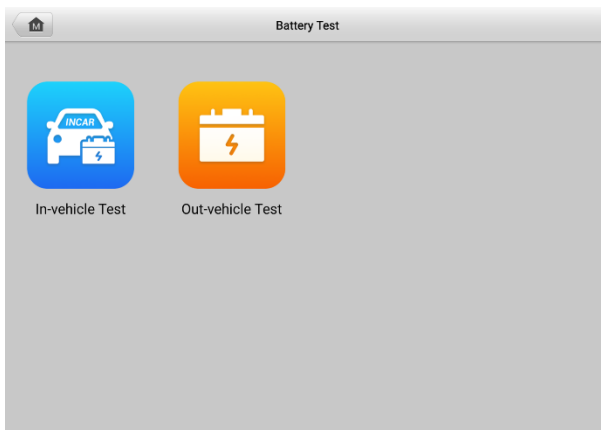 M
Battery Test
INCAR
In-vehicle Test
Out-vehicle Test